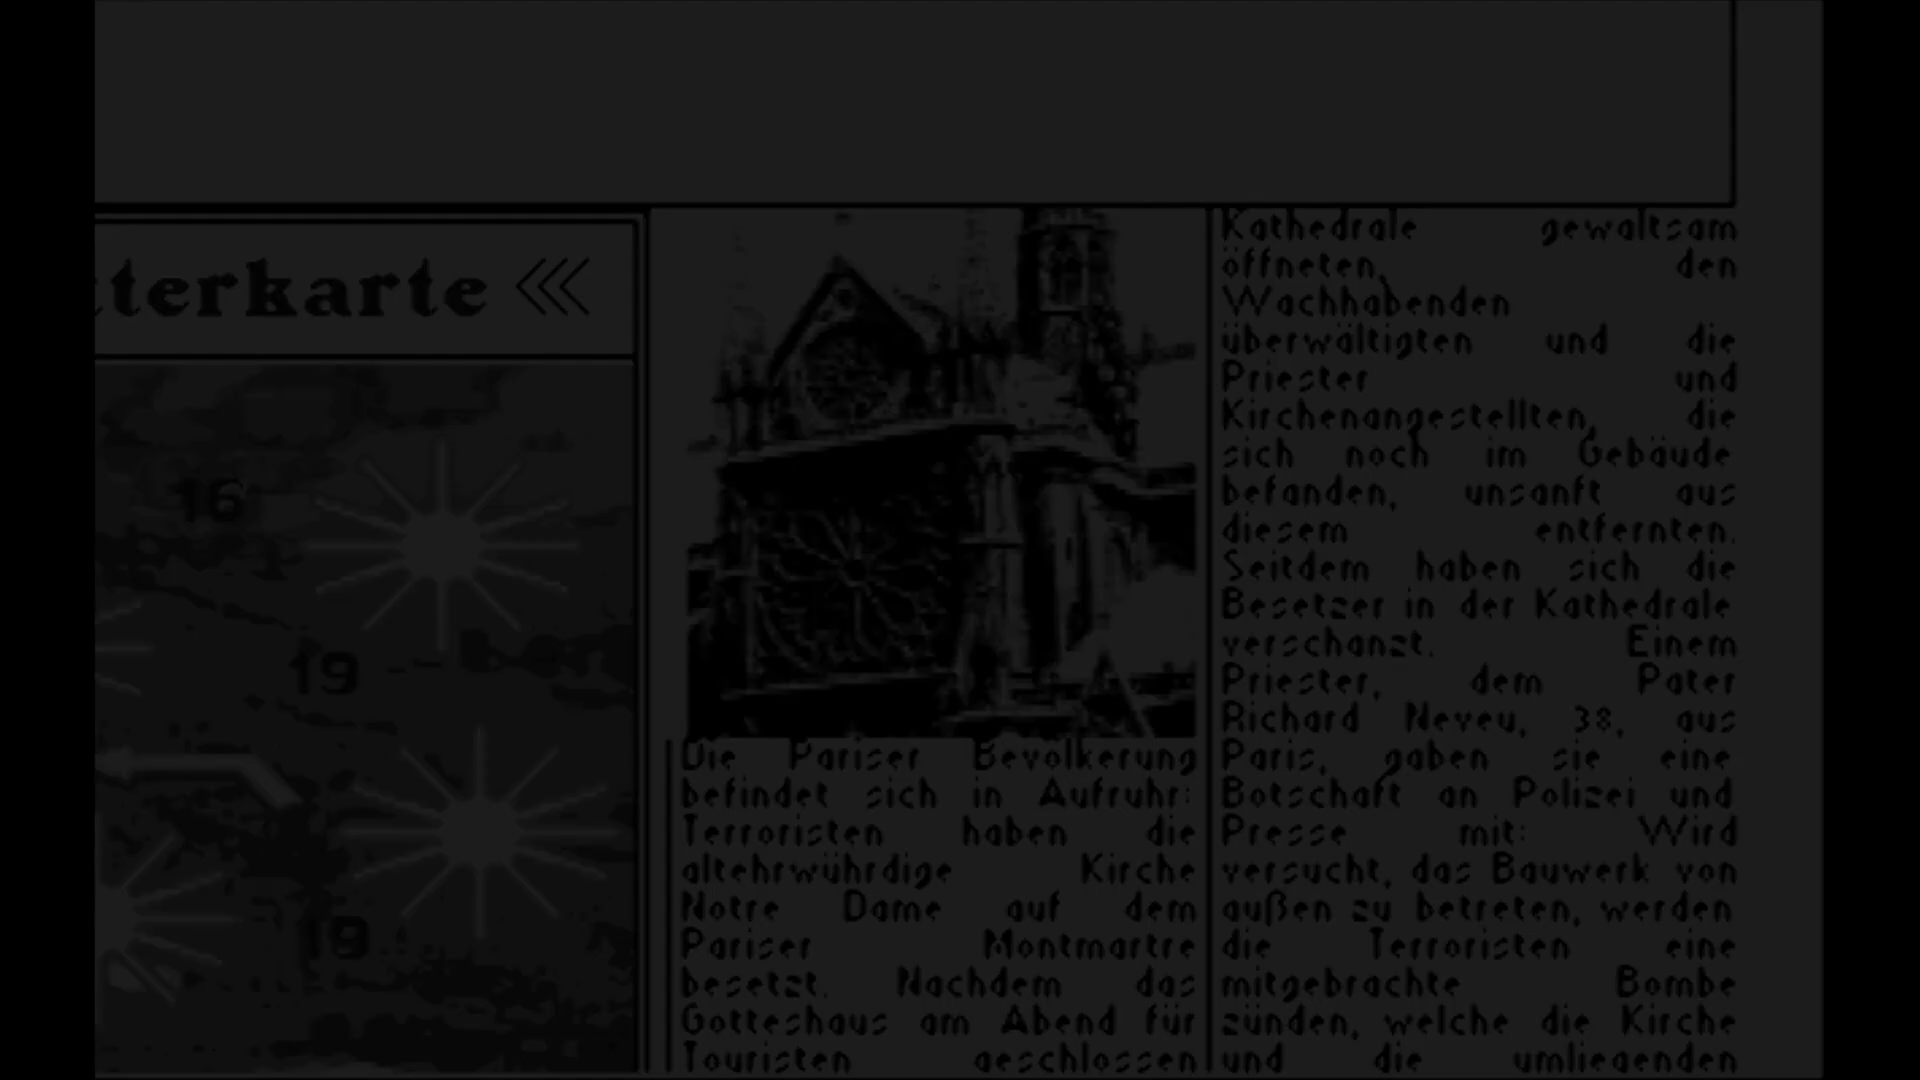 tterkarte
16
19
19
Die Pariser Bevölkerung
befindet sich in Aufruhr:
Terroristen haben die
altehrwührdige Kirche
Notre Dame auf dem
Pariser Montmartre
besetzt. Nachdem das
Gotteshaus am Abend für
Touristen geschlossen
Kathedrale gewaltsam
öffneten, den
Wachhabenden
überwältigten und die
Priester und
Kirchenangestellten, die
sich noch im Gebäude
befanden, unsanft aus
diesem entfernten.
Seitdem haben sich die
Besetzer in der Kathedrale
verschanzt. Einem
Priester, dem Pater
Richard Neveu, 38, aus
Paris, gaben sie eine
Botschaft an Polizei und
Presse mit: Wird
versucht, das Bauwerk von
außen zu betreten, werden
die Terroristen eine
mitgebrachte Bombe
zünden, welche die Kirche
und die umliegenden